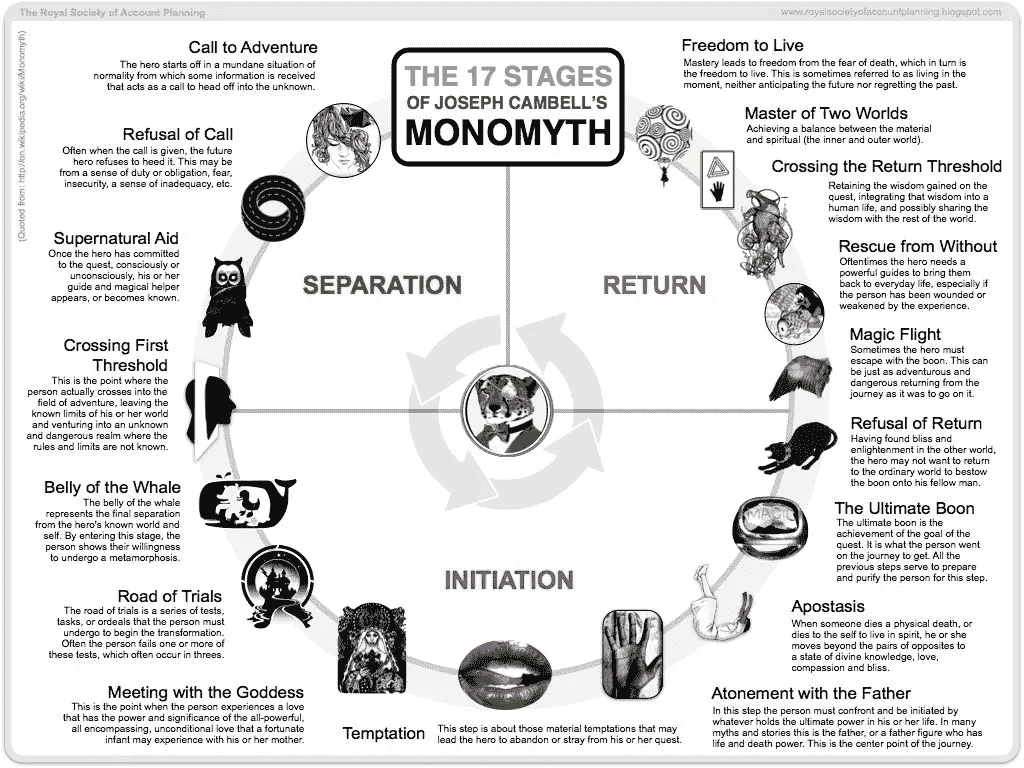 The Royal Society of Account Planning
www.royalsocietyofaccountplanning.blogspot.com
(Quoted from: http://en.wikipedia.org/wiki/Monomyth)
THE 17 STAGES
OF JOSEPH CAMBELL'S
MONOMYTH
Call to Adventure
The hero starts off in a mundane situation of
normality from which some information is received
that acts as a call to head off into the unknown.
Refusal of Call
Often when the call is given, the future
hero refuses to heed it. This may be
from a sense of duty or obligation, fear,
insecurity, a sense of inadequacy, etc.
Supernatural Aid
Once the hero has committed
to the quest, consciously or
unconsciously, his or her
guide and magical helper
appears, or becomes known.
Crossing First
Threshold
This is the point where the
person actually crosses into the
field of adventure, leaving the
known limits of his or her world
and venturing into an unknown
and dangerous realm where the
rules and limits are not known.
Belly of the Whale
The belly of the whale
represents the final separation
from the hero's known world and
self. By entering this stage, the
person shows their willingness
to undergo a metamorphosis.
Road of Trials
The road of trials is a series of tests,
tasks, or ordeals that the person must
undergo to begin the transformation.
Often the person fails one or more of
these tests, which often occur in threes.
Meeting with the Goddess
This is the point when the person experiences a love
that has the power and significance of the all-powerful,
all encompassing, unconditional love that a fortunate
infant may experience with his or her mother.
Temptation
This step is about those material temptations that may
lead the hero to abandon or stray from his or her quest.
SEPARATION
RETURN
INITIATION
Freedom to Live
Mastery leads to freedom from the fear of death, which in turn is
the freedom to live. This is sometimes referred to as living in the
moment, neither anticipating the future nor regretting the past.
Master of Two Worlds
Achieving a balance between the material
and spiritual (the inner and outer world).
Crossing the Return Threshold
Retaining the wisdom gained on the
quest, integrating that wisdom into a
human life, and possibly sharing the
wisdom with the rest of the world.
Rescue from Without
Oftentimes the hero needs a
powerful guides to bring them
back to everyday life, especially if
the person has been wounded or
weakened by the experience.
Magic Flight
Sometimes the hero must
escape with the boon. This can
be just as adventurous and
dangerous returning from the
journey as it was to go on it.
Refusal of Return
Having found bliss and
enlightenment in the other world,
the hero may not want to return
to the ordinary world to bestow
the boon onto his fellow man.
The Ultimate Boon
The ultimate boon is the
achievement of the goal of the
quest. It is what the person went
on the journey to get. All the
previous steps serve to prepare
and purify the person for this step.
MAGIC
Apostasis
When someone dies a physical death, or
dies to the self to live in spirit, he or she
moves beyond the pairs of opposites to
a state of divine knowledge, love,
compassion and bliss.
Atonement with the Father
In this step the person must confront and be initiated by
whatever holds the ultimate power in his or her life. In many
myths and stories this is the father, or a father figure who has
life and death power. This is the center point of the journey.